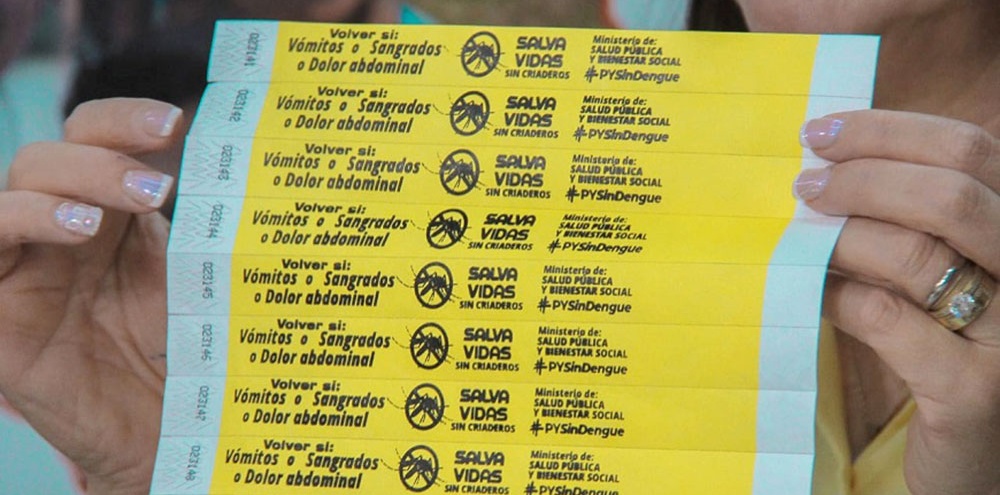 023141
Volver si:
Vómitos o Sangrados
o Dolor abdominal
SALVA
VIDAS
SIN CRIADEROS
Ministerio de:
SALUD PÚBLICA
Y BIENESTAR SOCIAL
#PYSinDengue
023142
Volver si:
Vómitos o Sangrados
o Dolor abdominal
SALVA
VIDAS
SIN CRIADEROS
Ministerio de:
SALUD PÚBLICA
Y BIENESTAR SOCIAL
#PYSinDengue
023143
Volver si:
Vómitos o Sangrados
o Dolor abdominal
SALVA
VIDAS
SIN CRIADEROS
Ministerio de:
SALUD PÚBLICA
Y BIENESTAR SOCIAL
#PYSinDengue
023144
Volver si:
Vómitos o Sangrados
o Dolor abdominal
SALVA
VIDAS
SIN CRIADEROS
Ministerio de:
SALUD PÚBLICA
Y BIENESTAR SOCIAL
#PYSinDengue
023145
Volver si:
Vómitos o Sangrados
o Dolor abdominal
SALVA
VIDAS
SIN CRIADEROS
Ministerio de:
SALUD PÚBLICA
Y BIENESTAR SOCIAL
#PYSinDengue
023146
Volver si:
Vómitos o Sangrados
o Dolor abdominal
SALVA
VIDAS
SIN CRIADEROS
Ministerio de:
SALUD PÚBLICA
Y BIENESTAR SOCIAL
#PYSinDengue
023147
Volver si:
Vómitos o Sangrados
o Dolor abdominal
SALVA
VIDAS
SIN CRIADEROS
Ministerio de:
SALUD PÚBLICA
Y BIENESTAR SOCIAL
#PYSinDengue
023148
Volver si:
Vómitos o Sangrados
o Dolor abdominal
SALVA
VIDAS
SIN CRIADEROS
Ministerio de:
SALUD PÚBLICA
Y BIENESTAR SOCIAL
#PYSinDengue